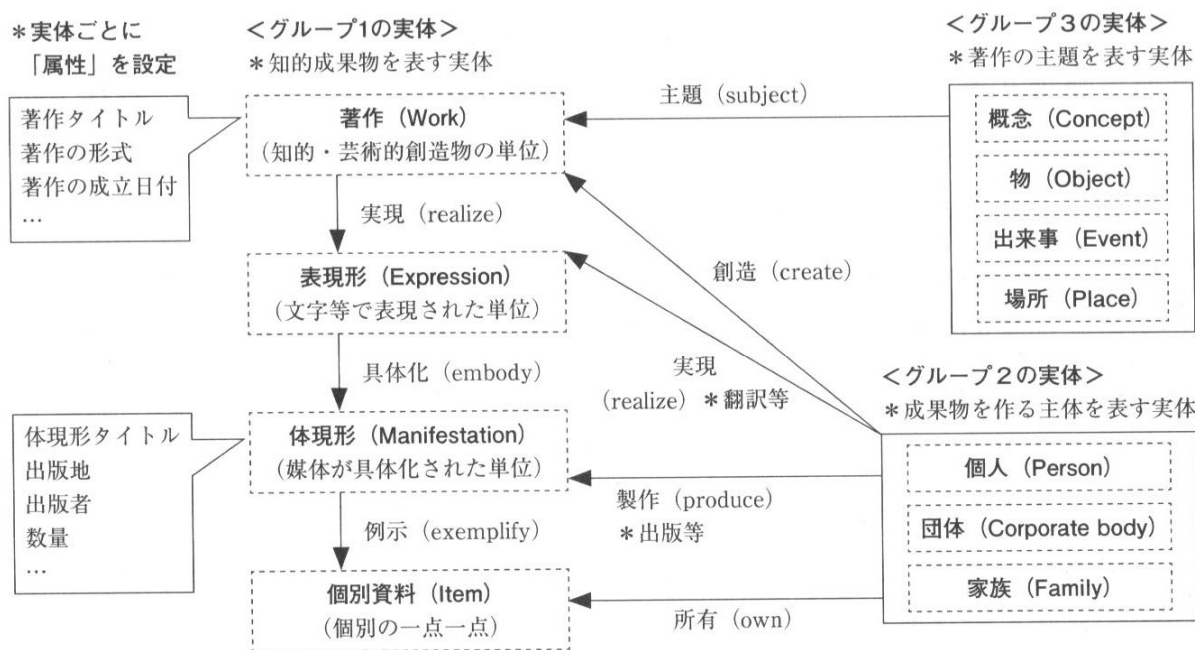 ＊実体ごとに
「属性」を設定
著作タイトル
著作の形式
著作の成立日付
…
体現形タイトル
出版地
出版者
数量
…
＜グループ1の実体＞
＊知的成果物を表す実体
著作（Work）
（知的・芸術的創造物の単位）
実現（realize）
表現形（Expression）
（文字等で表現された単位）
具体化（embody）
体現形（Manifestation）
（媒体が具体化された単位）
例示（exemplify）
個別資料（Item）
（個別の一点一点）
主題（subject）
創造（create）
実現
（realize）＊翻訳等
製作（produce）
＊出版等
所有（own）
＜グループ3の実体＞
＊著作の主題を表す実体
概念（Concept）
物（Object）
出来事（Event）
場所（Place）
＜グループ2の実体＞
＊成果物を作る主体を表す実体
個人（Person）
団体（Corporate body）
家族（Family）